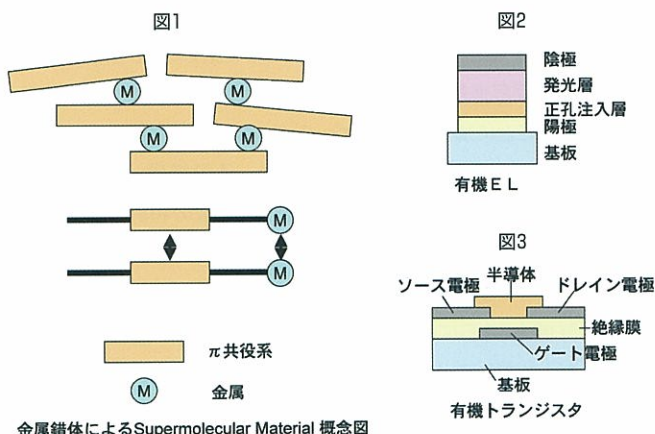 図1
M
M
M
M
M
M
π共役系
M
金属
金属錯体によるSupermolecular Material 概念図
図2
陰極
発光層
正孔注入層
陽極
基板
有機EL
図3
半導体
ソース電極
ドレイン電極
絶縁膜
ゲート電極
基板
有機トランジスタ